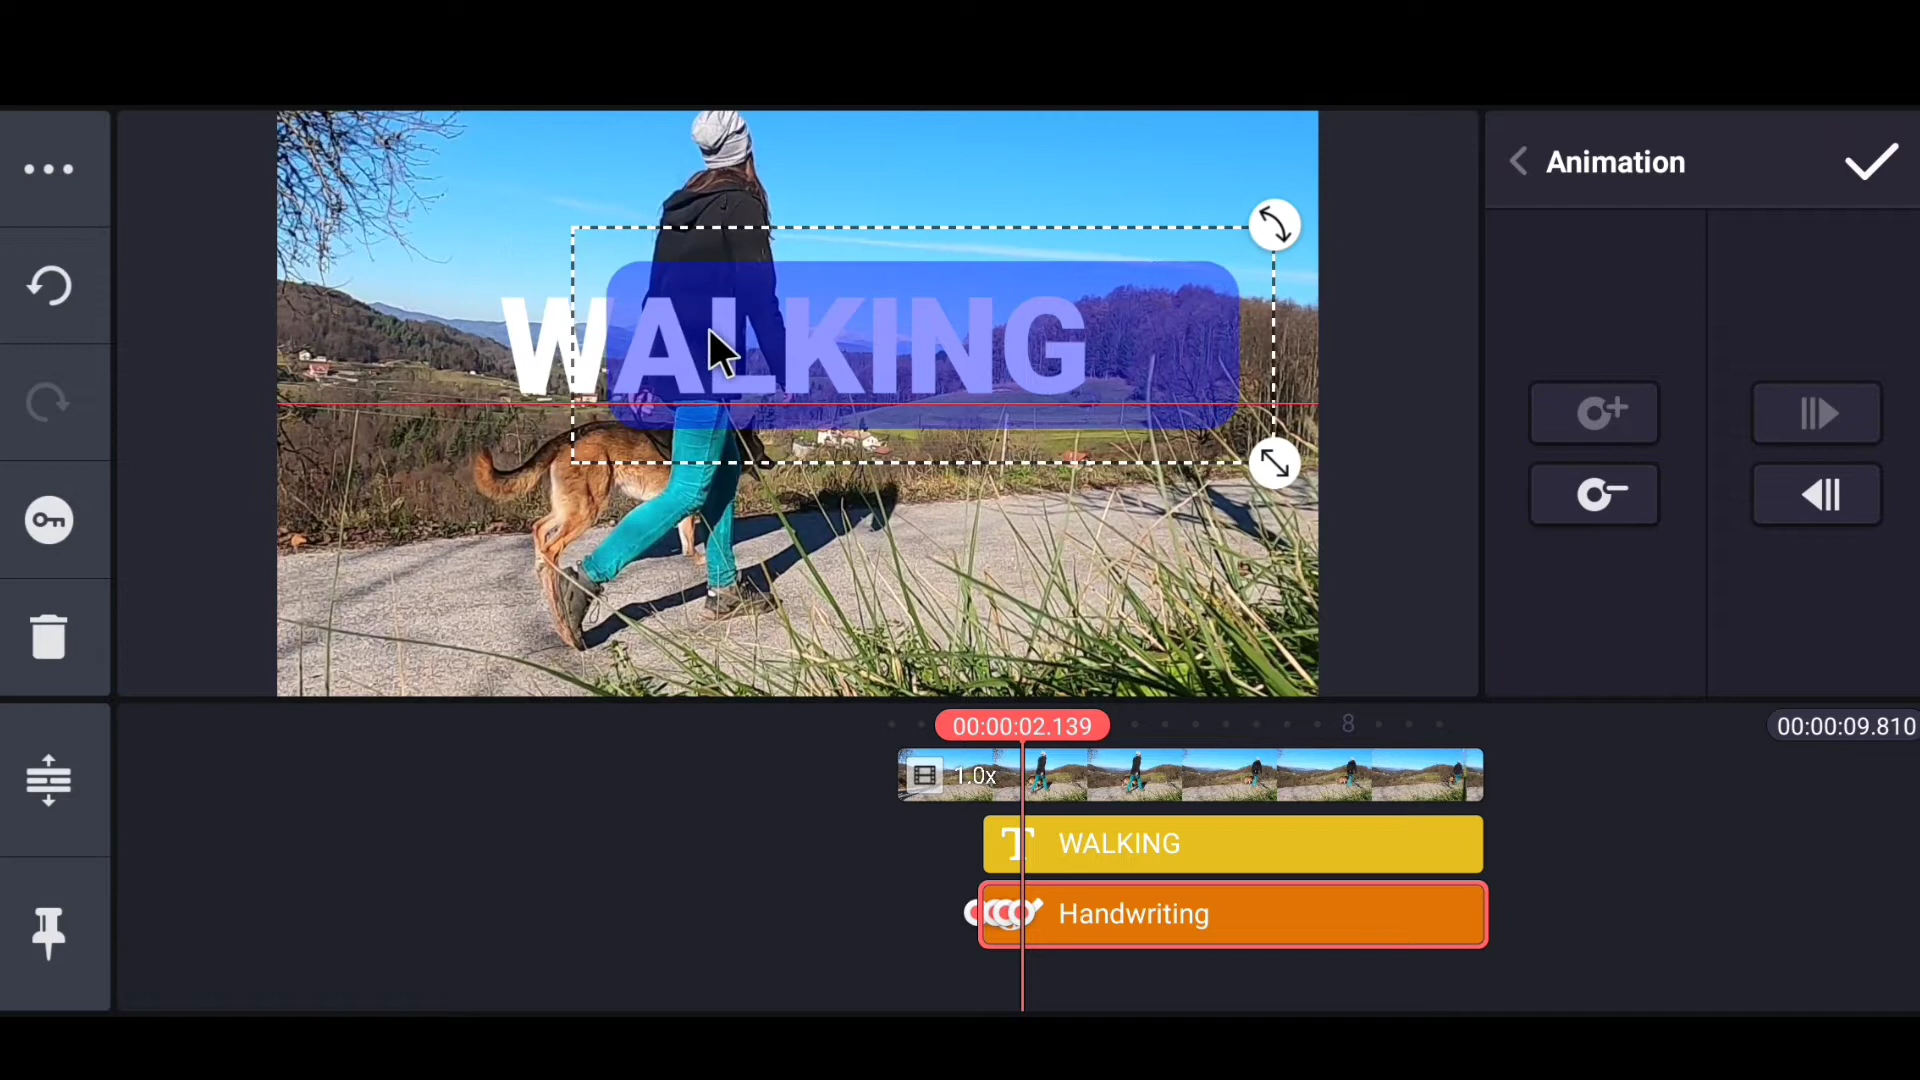 Animation
WALKING
00:00:02.139
8
00:00:09.810
1.0x
WALKING
Handwriting